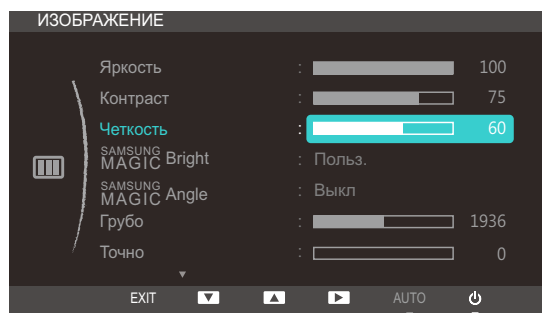 ИЗОБРАЖЕНИЕ
Яркость : 100
Контраст : 75
Четкость : 60
SAMSUNG MAGIC Bright : Польз.
SAMSUNG MAGIC Angle : Выкл
Грубо : 1936
Точно : 0
EXIT AUTO